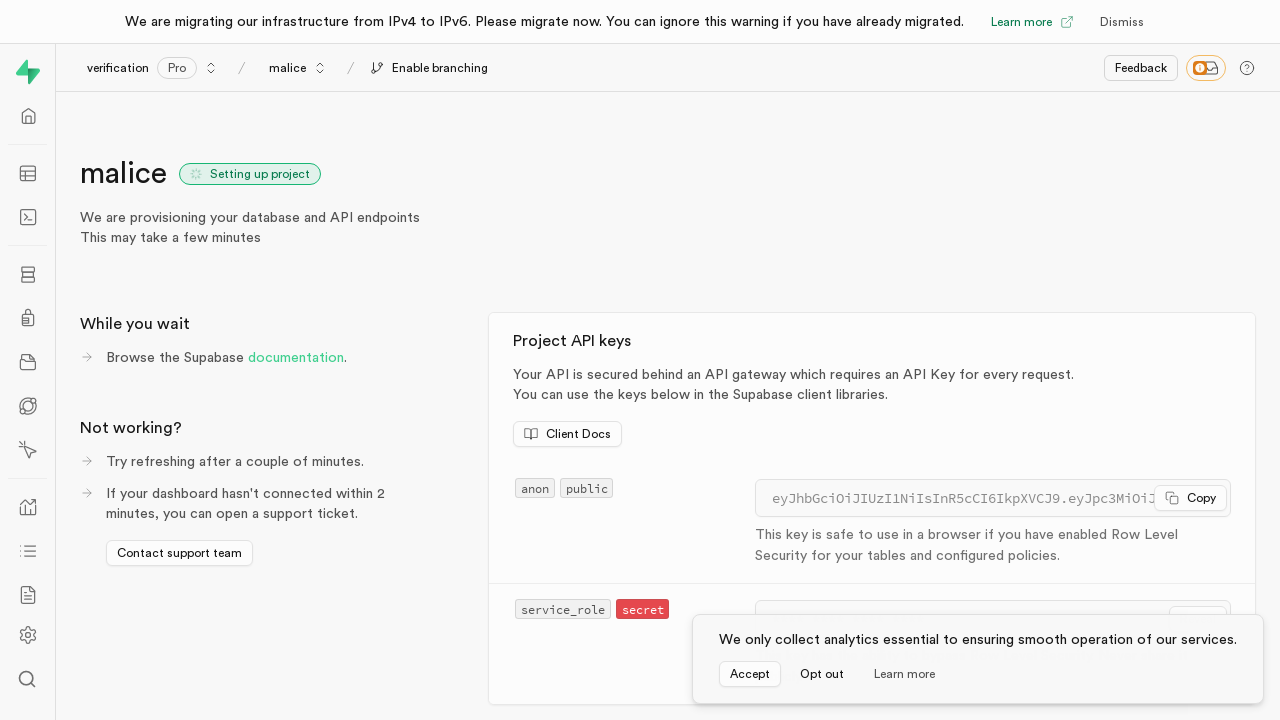 We are migrating our infrastructure from IPv4 to IPv6. Please migrate now. You can ignore this warning if you have already migrated.
Learn more
Dismiss
verification
Pro
/
malice
/
Enable branching
Feedback
malice
Setting up project
We are provisioning your database and API endpoints
This may take a few minutes
While you wait
Browse the Supabase documentation.
Not working?
Try refreshing after a couple of minutes.
If your dashboard hasn't connected within 2
minutes, you can open a support ticket.
Contact support team
Project API keys
Your API is secured behind an API gateway which requires an API Key for every request.
You can use the keys below in the Supabase client libraries.
Client Docs
anon public
eyJhbGciOiJIUzI1NiIsInR5cCI6IkpXVCJ9.eyJpc3MiOiJ
Copy
This key is safe to use in a browser if you have enabled Row Level
Security for your tables and configured policies.
service_role secret
We only collect analytics essential to ensuring smooth operation of our services.
Accept
Opt out
Learn more